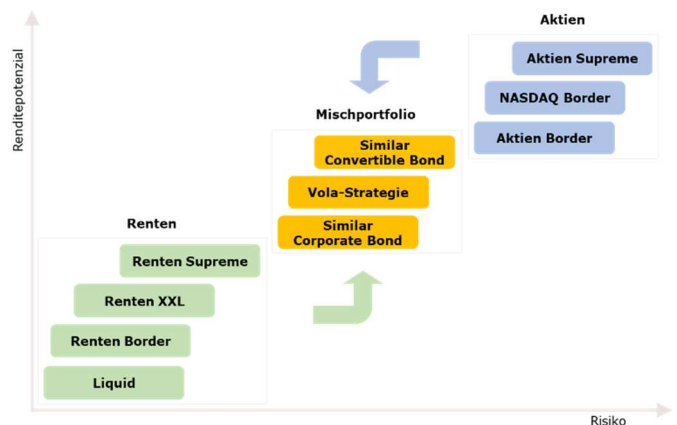 Renditepotenzial
Aktien
Aktien Supreme
NASDAQ Border
Aktien Border
Mischportfolio
Similar
Convertible Bond
Vola-Strategie
Similar
Corporate Bond
Renten
Renten Supreme
Renten XXL
Renten Border
Liquid
Risiko